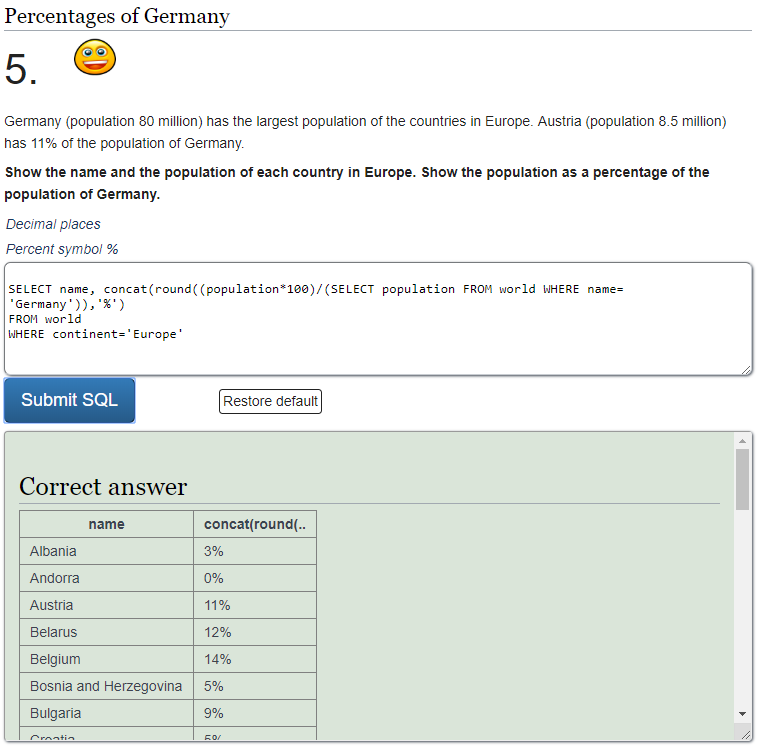 Percentages of Germany
5.
Germany (population 80 million) has the largest population of the countries in Europe. Austria (population 8.5 million)
has 11% of the population of Germany.
Show the name and the population of each country in Europe. Show the population as a percentage of the
population of Germany.
Decimal places
Percent symbol %
SELECT name, concat(round((population*100)/(SELECT population FROM world WHERE name=
'Germany')),'%')
FROM world
WHERE continent='Europe'
Submit SQL Restore default
Correct answer
name concat(round(..
Albania 3%
Andorra 0%
Austria 11%
Belarus 12%
Belgium 14%
Bosnia and Herzegovina 5%
Bulgaria 9%
Croatia 5%